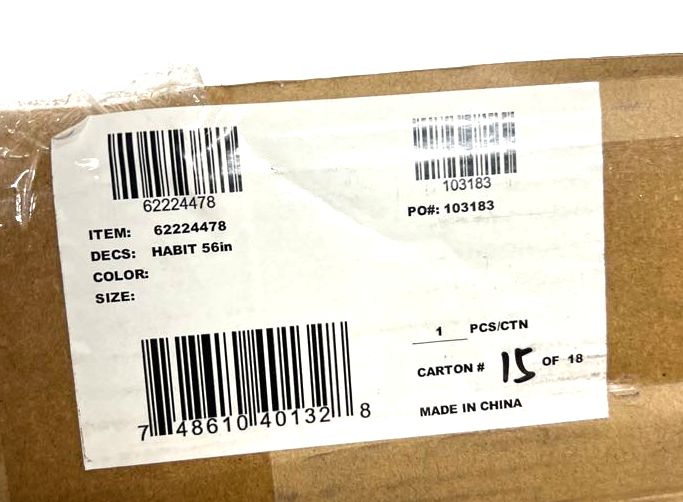 62224478
103183
PO#: 103183
ITEM: 62224478
DECS: HABIT 56in
COLOR:
SIZE:
1 PCS/CTN
CARTON # 15 OF 18
MADE IN CHINA
7 48610 40132 8